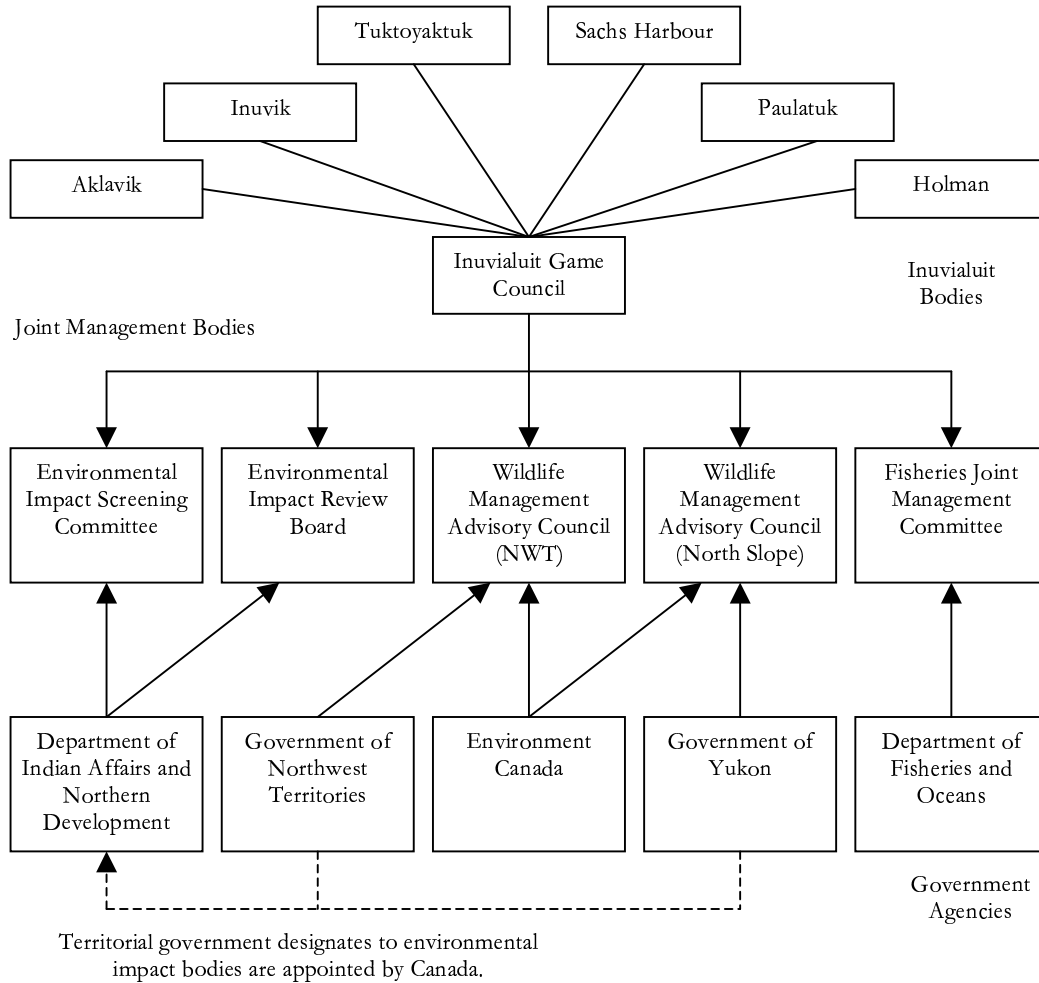 Tuktoyaktuk
Sachs Harbour
Inuvik
Paulatuk
Aklavik
Holman
Inuvialuit Game
Council
Inuvialuit
Bodies
Joint Management Bodies
Environmental
Impact Screening
Committee
Environmental
Impact Review
Board
Wildlife
Management
Advisory Council
(NWT)
Wildlife
Management
Advisory Council
(North Slope)
Fisheries Joint
Management
Committee
Department of
Indian Affairs and
Northern
Development
Government of
Northwest
Territories
Environment
Canada
Government of
Yukon
Department of
Fisheries and
Oceans
Government
Agencies
Territorial government designates to environmental
impact bodies are appointed by Canada.